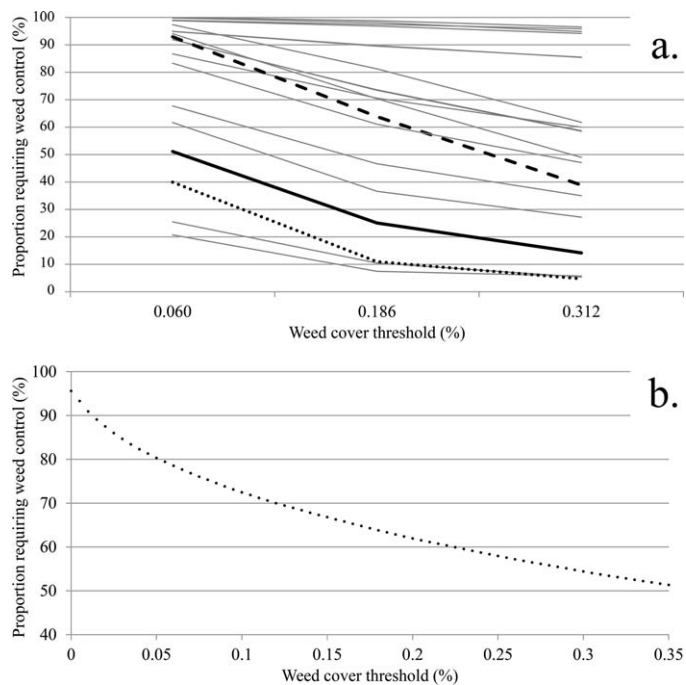 a.
Proportion requiring weed control (%)
100
90
80
70
60
50
40
30
20
10
0
0.060 0.186 0.312
Weed cover threshold (%)
b.
Proportion requiring weed control (%)
100
90
80
70
60
50
40
0 0.05 0.1 0.15 0.2 0.25 0.3 0.35
Weed cover threshold (%)